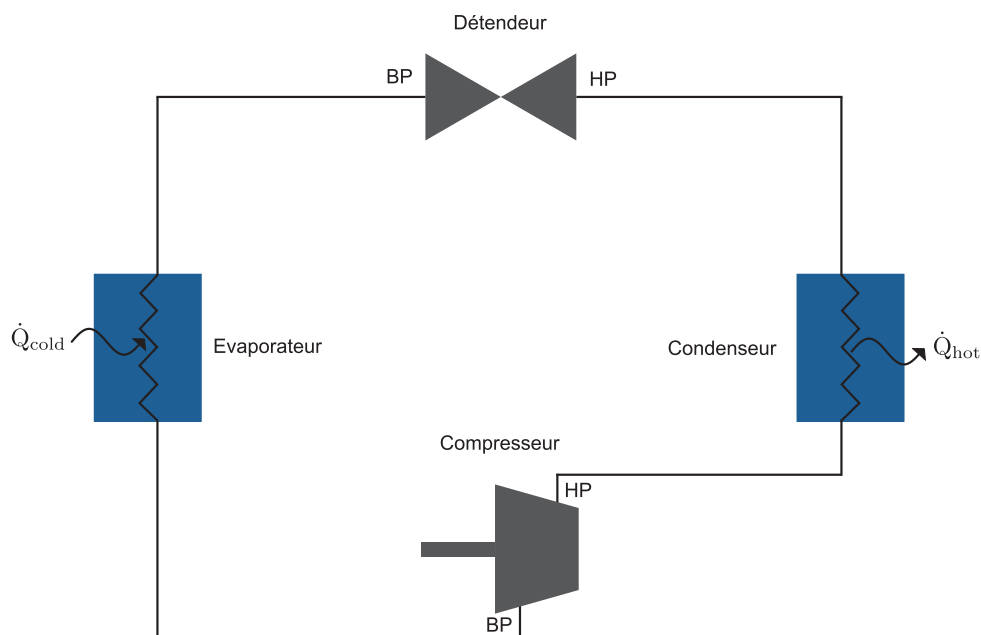 Détendeur
BP
HP
Q̇cold
Evaporateur
Condenseur
Q̇hot
Compresseur
HP
BP